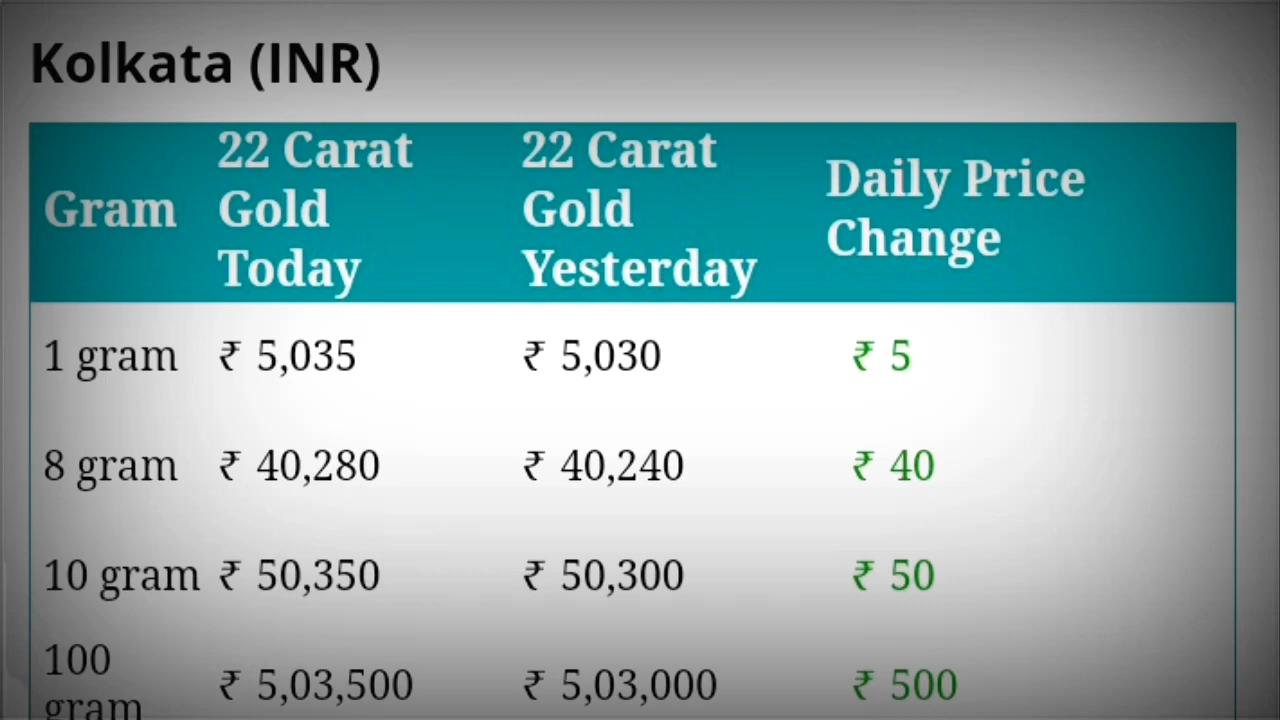 Kolkata (INR)
Gram
22 Carat
Gold
Today
22 Carat
Gold
Yesterday
Daily Price
Change
1 gram ₹ 5,035 ₹ 5,030 ₹ 5
8 gram ₹ 40,280 ₹ 40,240 ₹ 40
10 gram ₹ 50,350 ₹ 50,300 ₹ 50
100
gram
₹ 5,03,500 ₹ 5,03,000 ₹ 500